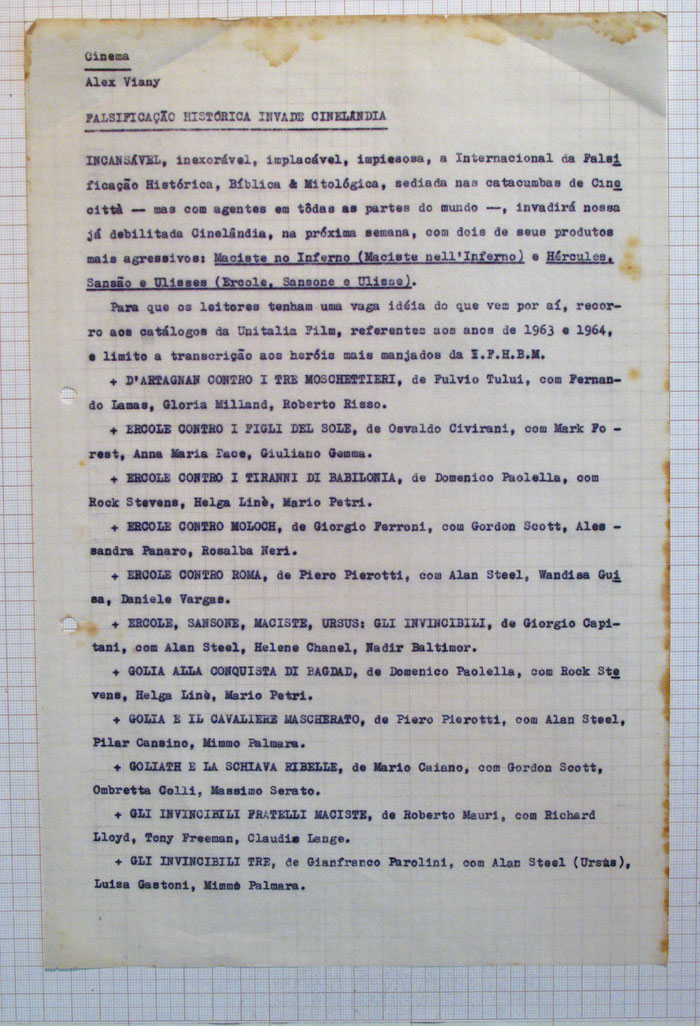 Cinema
Alex Viany
FALSIFICAÇÃO HISTÓRICA INVADE CINELÂNDIA
INCANSÁVEL, inexorável, implacável, impiesosa, a Internacional da Falsi
ficação Histórica, Bíblica & Mitológica, sediada nas catacumbas de Cine
città — mas com agentes em tôdas as partes do mundo —, invadirá nossa
já debilitada Cinelândia, na próxima semana, com dois de seus produtos
mais agressivos: Maciste no Inferno (Maciste nell'Inferno) e Hércules,
Sansão e Ulisses (Ercole, Sansone e Ulisse).
Para que os leitores tenham uma vaga idéia do que vem por aí, recor-
ro aos catálogos da Unitalia Film, referentes aos anos de 1963 e 1964,
e limito a transcrição aos heróis mais manjados da I.F.H.B.M.
+ D'ARTAGNAN CONTRO I TRE MOSCHETTIERI, de Fulvio Tului, com Fernan-
do Lamas, Gloria Milland, Roberto Risso.
+ ERCOLE CONTRO I FIGLI DEL SOLE, de Osvaldo Civirani, com Mark Fo -
rest, Anna Maria Pace, Giuliano Gemma.
+ ERCOLE CONTRO I TIRANNI DI BABILONIA, de Domenico Paolella, com
Rock Stevens, Helga Linè, Mario Petri.
+ ERCOLE CONTRO MOLOCH, de Giorgio Ferroni, com Gordon Scott, Ales -
sandra Panaro, Rosalba Neri.
+ ERCOLE CONTRO ROMA, de Piero Pierotti, com Alan Steel, Wandisa Gui
sa, Daniele Vargas.
+ ERCOLE, SANSONE, MACISTE, URSUS: GLI INVINCIBILI, de Giorgio Capi-
tani, com Alan Steel, Helene Chanel, Nadir Baltimor.
+ GOLIA ALLA CONQUISTA DI BAGDAD, de Domenico Paolella, com Rock Ste
vens, Helga Linè, Mario Petri.
+ GOLIA E IL CAVALIERE MASCHERATO, de Piero Pierotti, com Alan Steel,
Pilar Cansino, Mimmo Palmara.
+ GOLIATH E LA SCHIAVA RIBELLE, de Mario Caiano, com Gordon Scott,
Ombretta Colli, Massimo Serato.
+ GLI INVINCIBILI FRATELLI MACISTE, de Roberto Mauri, com Richard
Lloyd, Tony Freeman, Claudie Lange.
+ GLI INVINCIBILI TRE, de Gianfranco Parolini, com Alan Steel (Ursus),
Luisa Gastoni, Mimmo Palmara.